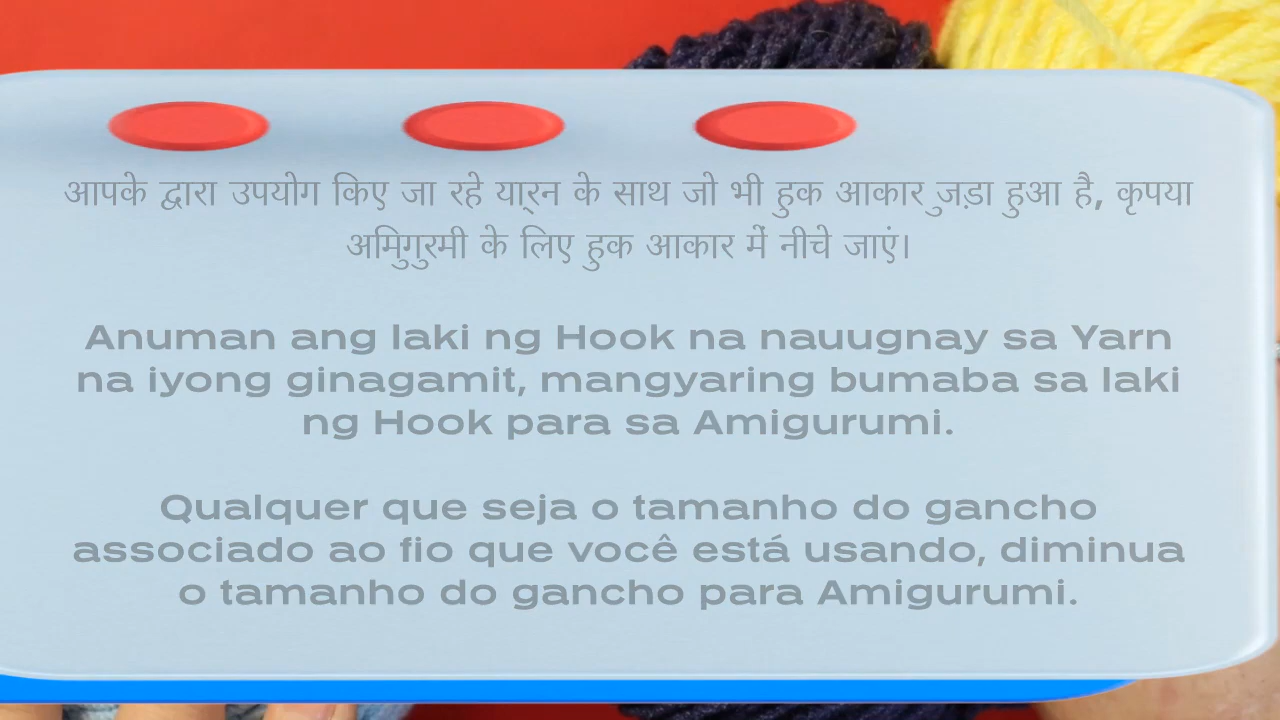 आपके द्वारा उपयोग किए जा रहे यार्न के साथ जो भी हुक आकार जुड़ा हुआ है, कृपया
अमिगुरुमी के लिए हुक आकार में नीचे जाएं।
Anuman ang laki ng Hook na nauugnay sa Yarn
na iyong ginagamit, mangyaring bumaba sa laki
ng Hook para sa Amigurumi.
Qualquer que seja o tamanho do gancho
associado ao fio que você está usando, diminua
o tamanho do gancho para Amigurumi.